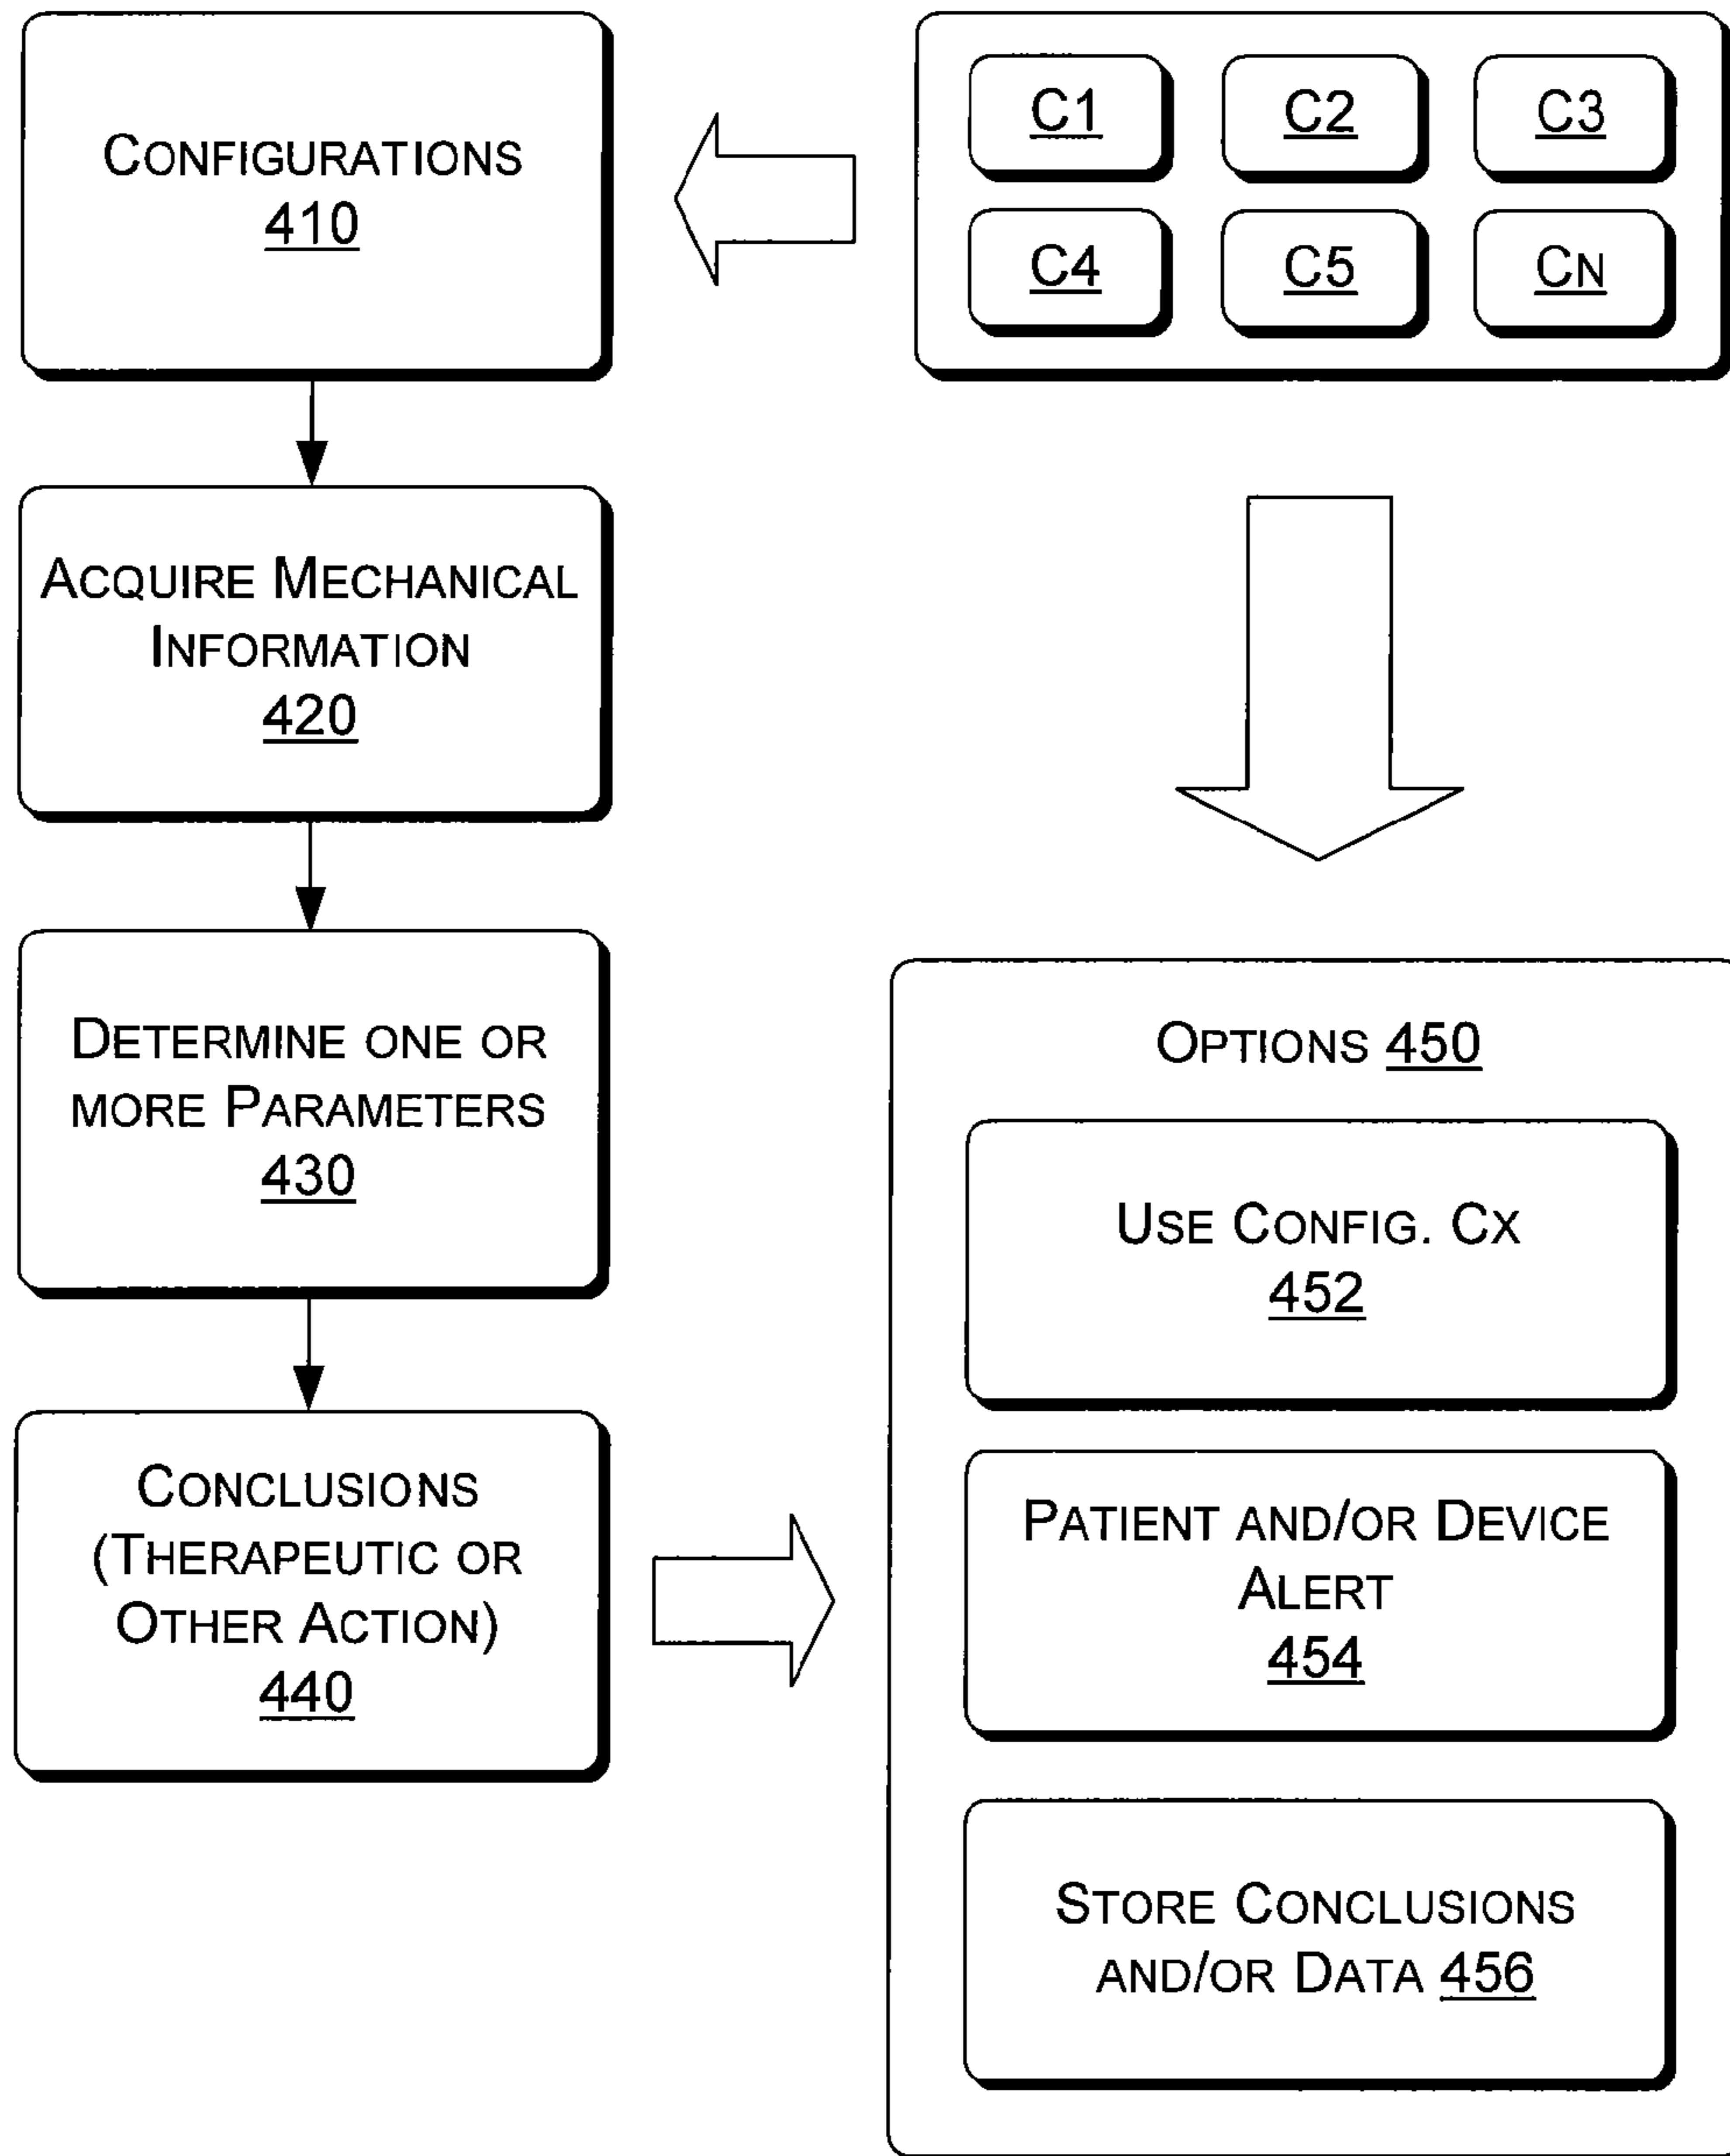 CONFIGURATIONS
410
C1
C2
C3
C4
C5
CN
ACQUIRE MECHANICAL
INFORMATION
420
DETERMINE ONE OR
MORE PARAMETERS
430
CONCLUSIONS
(THERAPEUTIC OR
OTHER ACTION)
440
OPTIONS 450
USE CONFIG. CX
452
PATIENT AND/OR DEVICE
ALERT
454
STORE CONCLUSIONS
AND/OR DATA 456